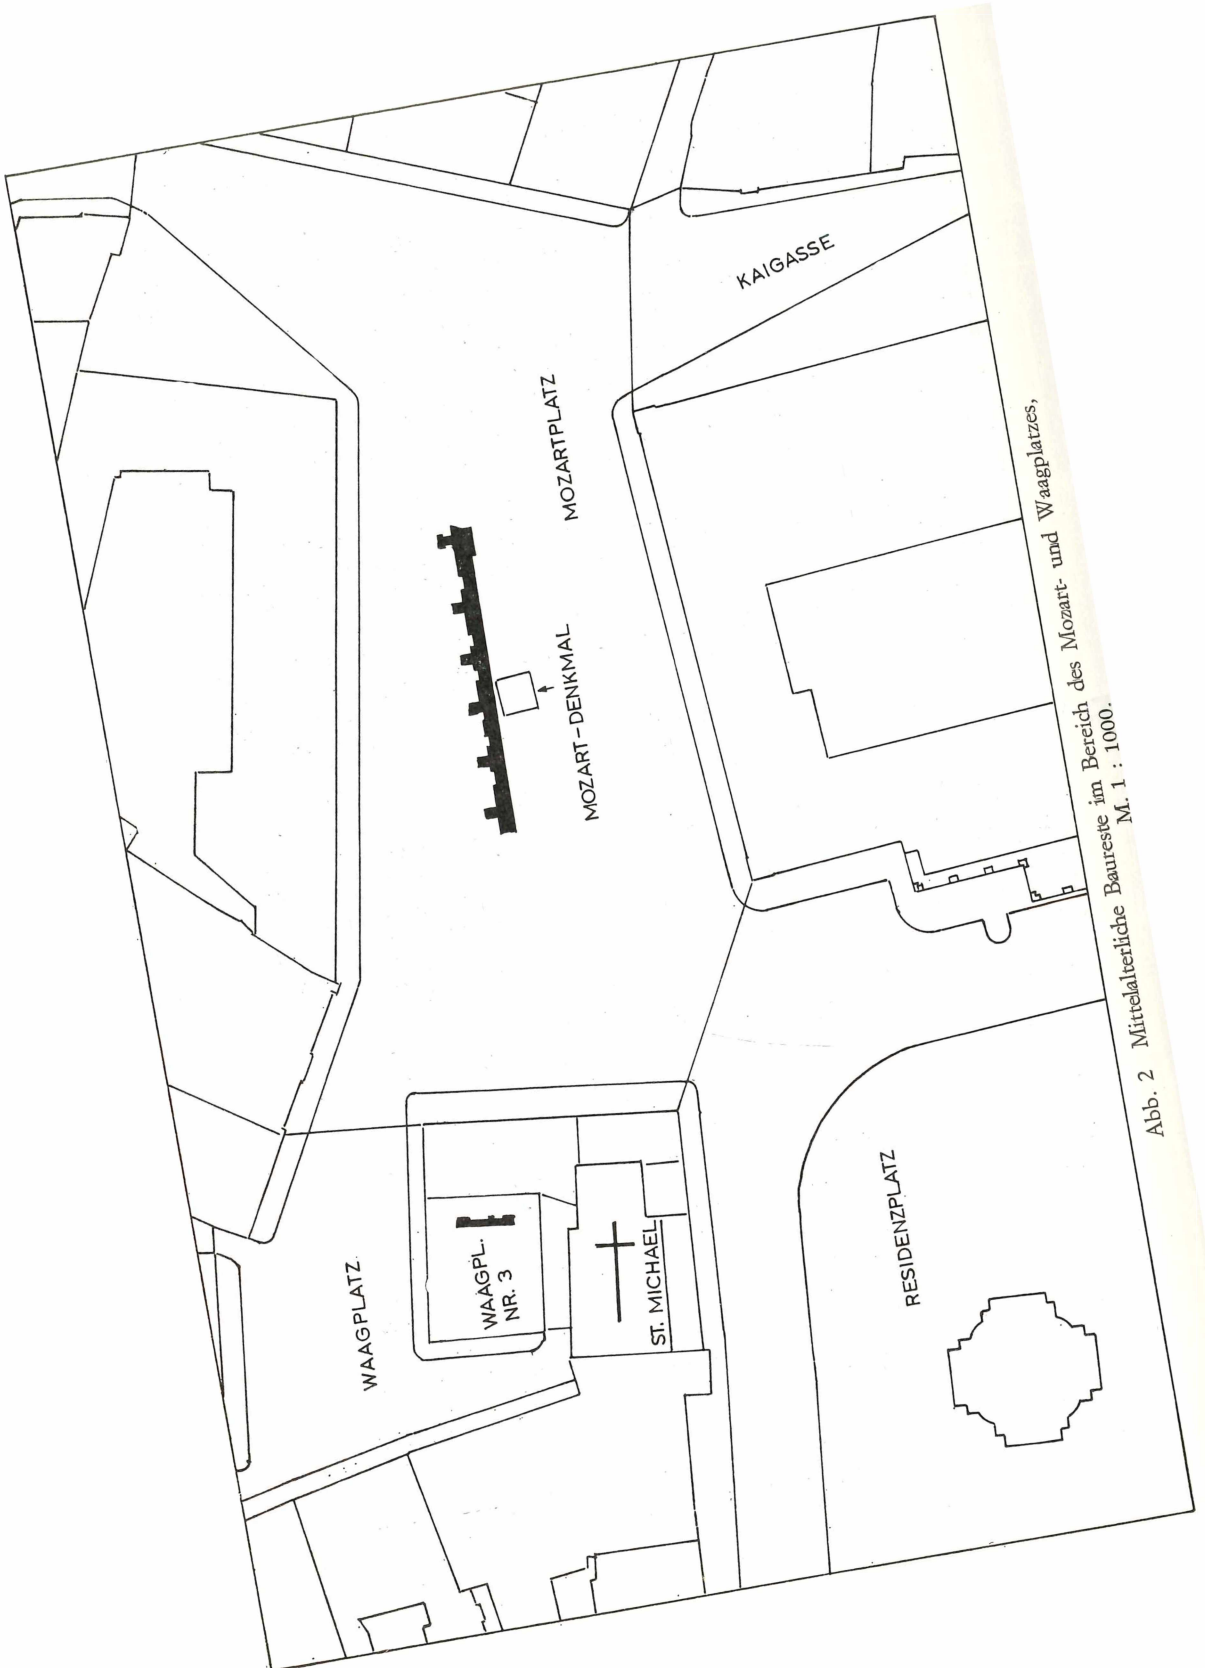 KAIGASSE
MOZARTPLATZ
MOZART-DENKMAL
WAAGPLATZ
WAAGPL.
NR. 3
ST. MICHAEL
RESIDENZPLATZ
Abb. 2 Mittelalterliche Baureste im Bereich des Mozart- und Waagplatzes,
M. 1 : 1000.